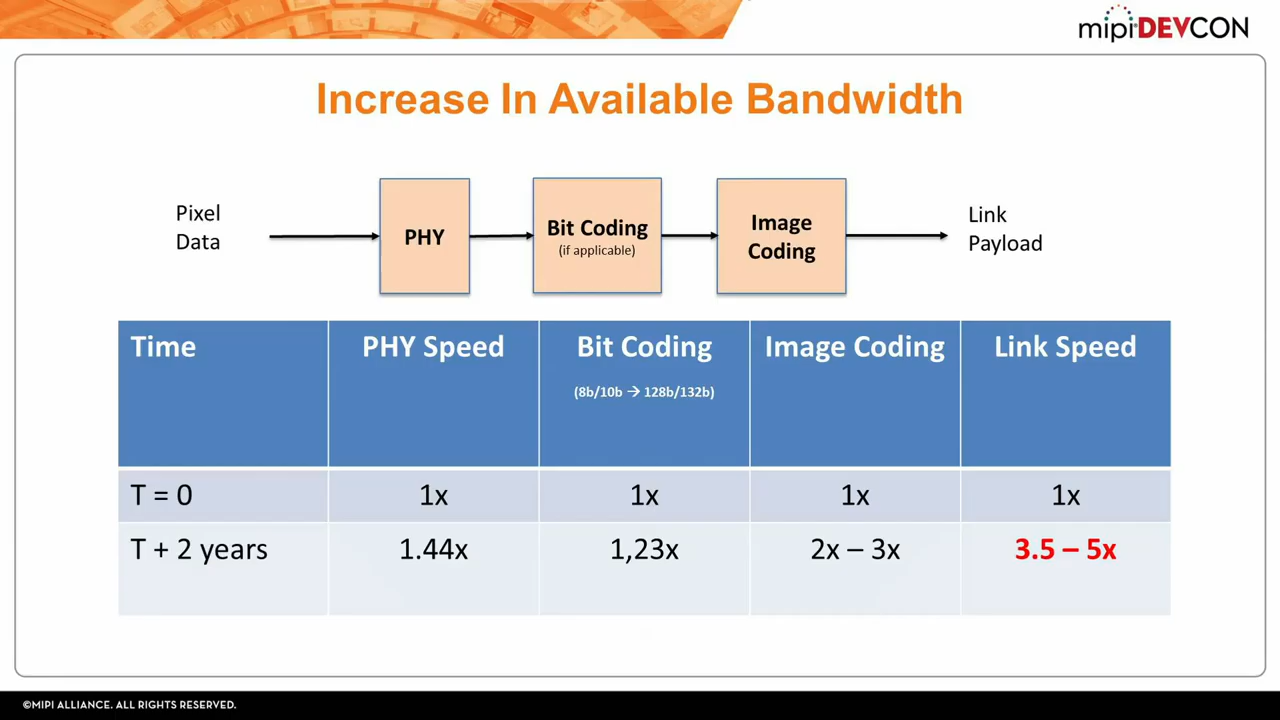 mipi DEVCON
Increase In Available Bandwidth
Pixel
Data
PHY
Bit Coding
(if applicable)
Image
Coding
Link
Payload
Time
PHY Speed
Bit Coding
(8b/10b → 128b/132b)
Image Coding
Link Speed
T = 0
1x
1x
1x
1x
T + 2 years
1.44x
1,23x
2x – 3x
3.5 – 5x
©MIPI ALLIANCE. ALL RIGHTS RESERVED.